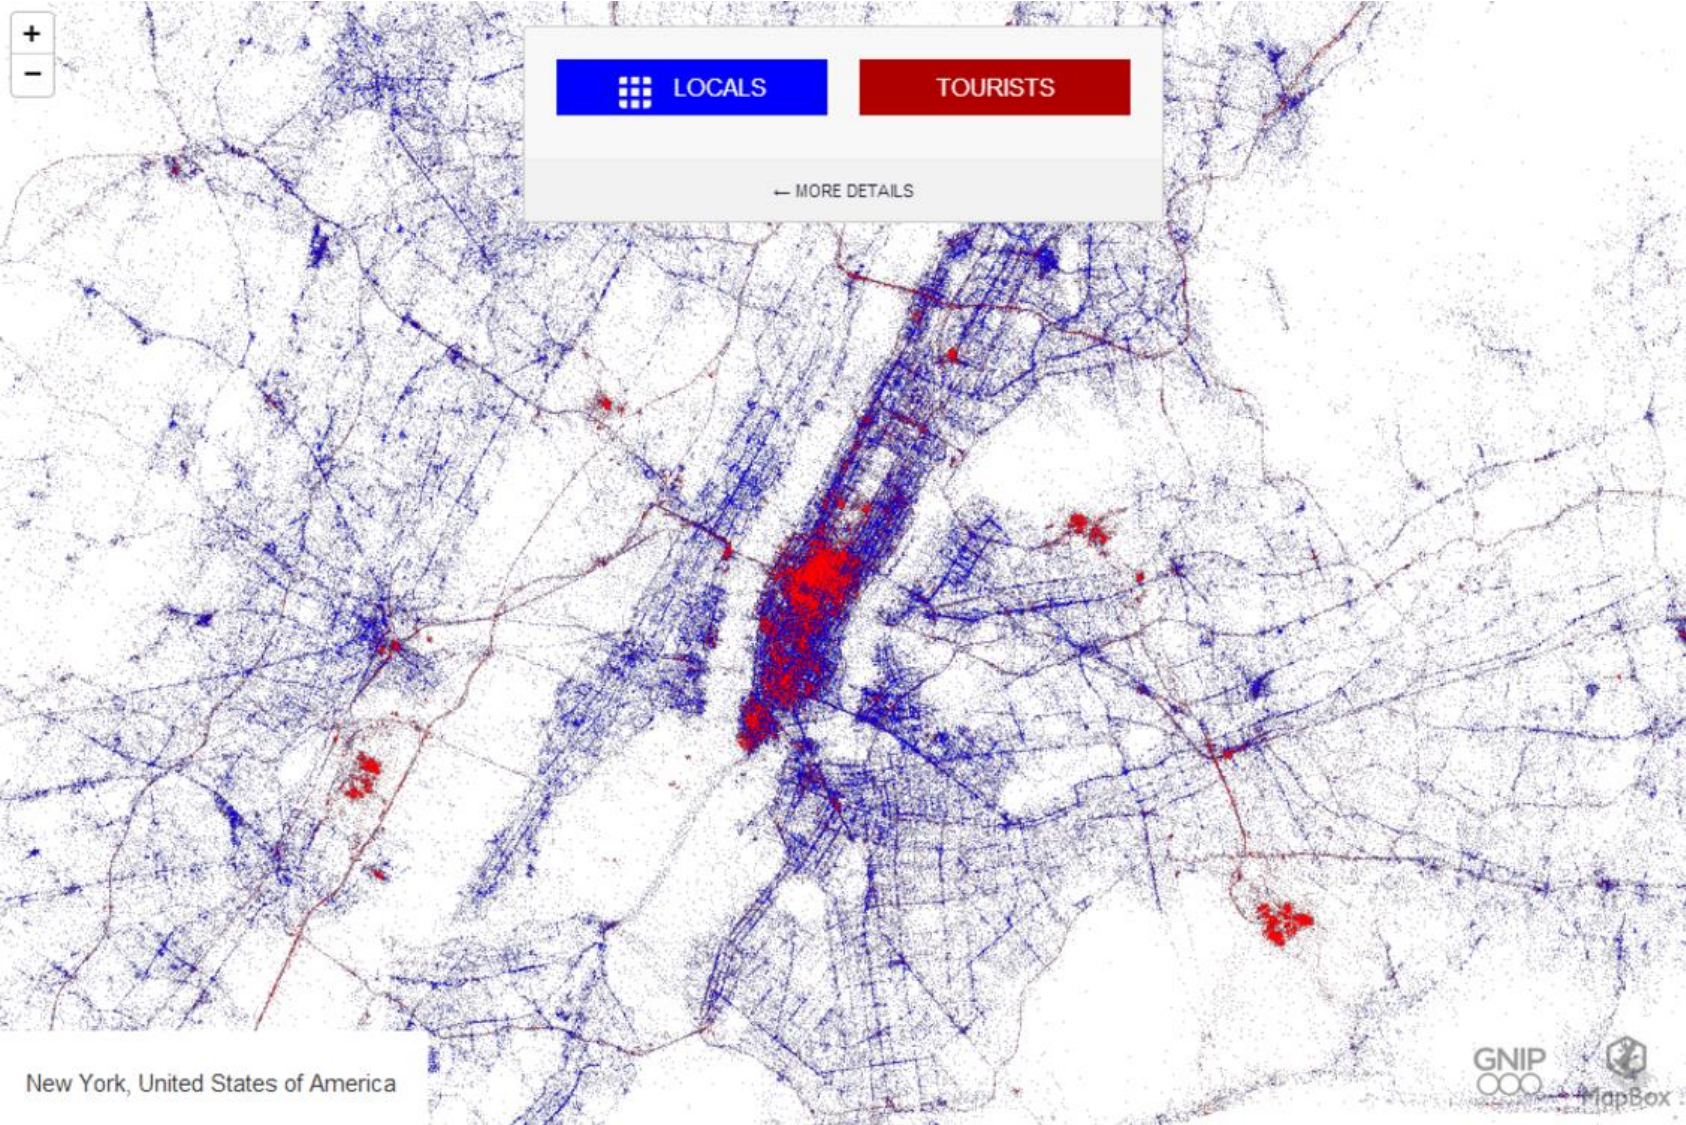 +
−
LOCALS
TOURISTS
← MORE DETAILS
New York, United States of America
GNIP
MapBox